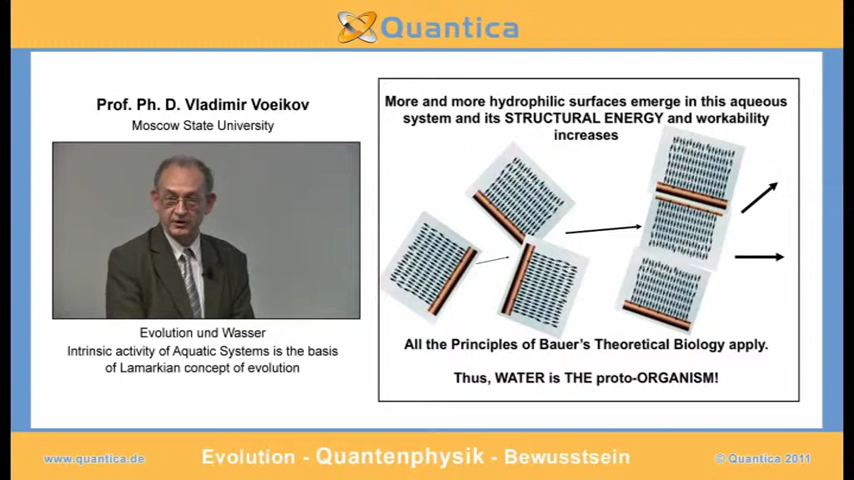 Quantica
Prof. Ph. D. Vladimir Voeikov
Moscow State University
Evolution und Wasser
Intrinsic activity of Aquatic Systems is the basis
of Lamarkian concept of evolution
More and more hydrophilic surfaces emerge in this aqueous
system and its STRUCTURAL ENERGY and workability
increases
All the Principles of Bauer's Theoretical Biology apply.
Thus, WATER is THE proto-ORGANISM!
www.quantica.de
Evolution - Quantenphysik - Bewusstsein
© Quantica 2011